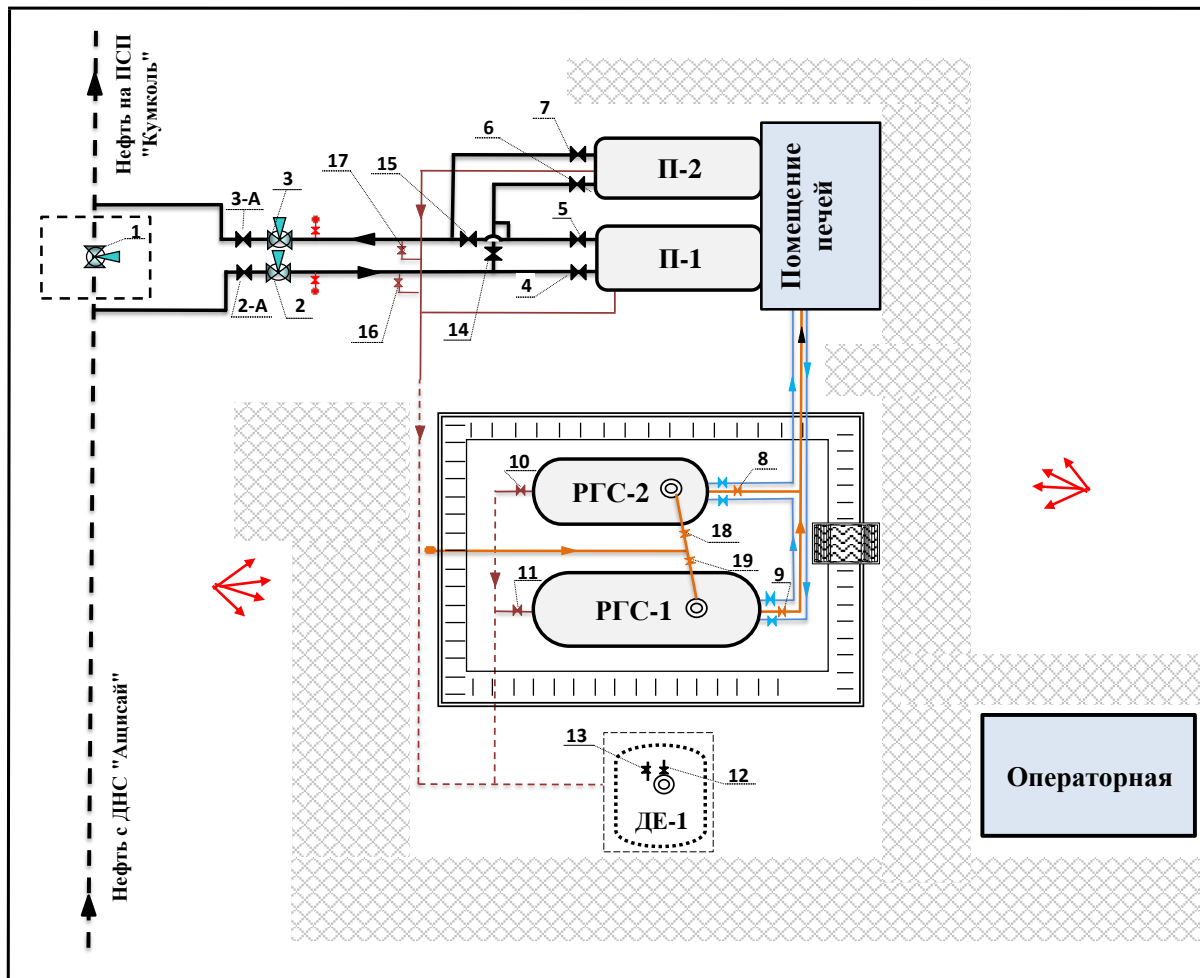 Нефть на ПСП
"Кумколь"
7
6
17
15
П-2
Помещение
печей
3
3-А
5
1
П-1
4
2-А
2
16
14
10
8
РГС-2
18
19
11
9
РГС-1
13
12
ДЕ-1
Операторная
Нефть с ДНС "Ащисай"